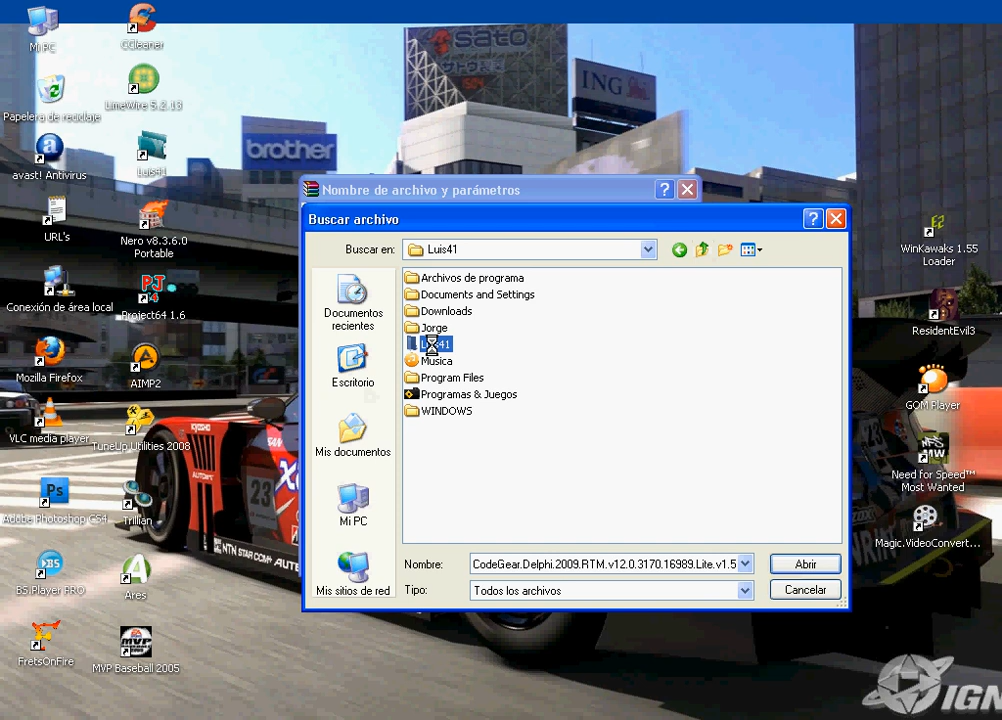 Mi PC
CCleaner
Papelera de reciclaje
LimeWire 5.2.13
avast! Antivirus
Luis41
URL's
Nero v8.3.6.0
Portable
Conexión de área local
Project64 1.6
Mozilla Firefox
AIMP2
VLC media player
TuneUp Utilities 2008
Adobe Photoshop CS4
Trillian
BS.Player PRO
Ares
FretsOnFire
MVP Baseball 2005
sato
ING
brother
Nombre de archivo y parámetros
Buscar archivo
Buscar en:
Luis41
Documentos
recientes
Escritorio
Mis documentos
Mi PC
Mis sitios de red
Archivos de programa
Documents and Settings
Downloads
Jorge
Luis41
Musica
Program Files
Programas & Juegos
WINDOWS
Nombre:
CodeGear.Delphi.2009.RTM.v12.0.3170.16989.Lite.v1.5
Abrir
Tipo:
Todos los archivos
Cancelar
WinKawaks 1.55
Loader
ResidentEvil3
GOM Player
Need for Speed™
Most Wanted
Magic.VideoConvert...
23
NTN STAR COM+ AUTE
IGN